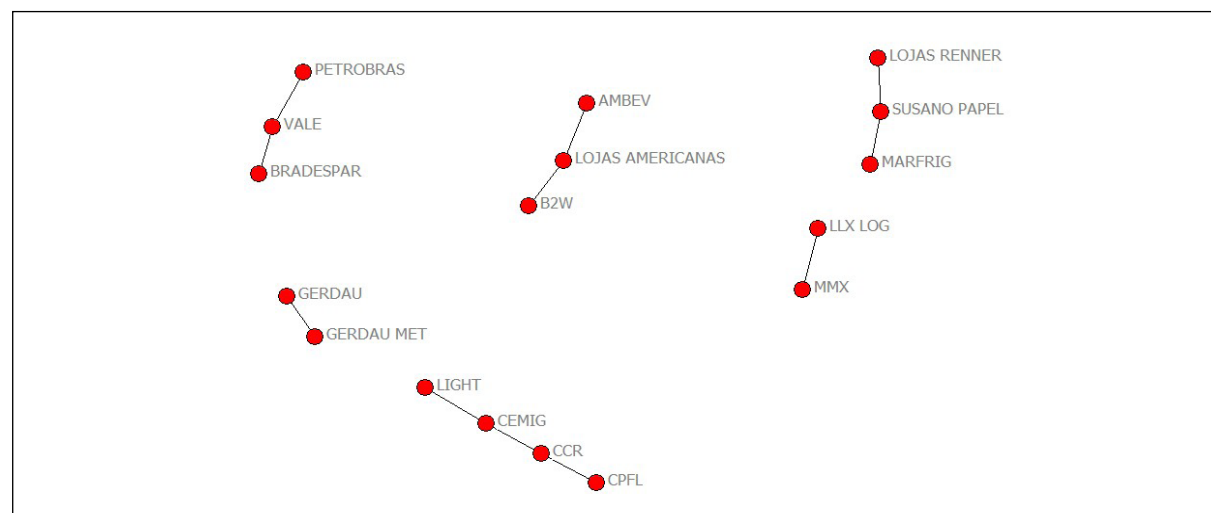 PETROBRAS
VALE
BRADESPAR
AMBEV
LOJAS AMERICANAS
B2W
LOJAS RENNER
SUSANO PAPEL
MARFRIG
LLX LOG
MMX
GERDAU
GERDAU MET
LIGHT
CEMIG
CCR
CPFL